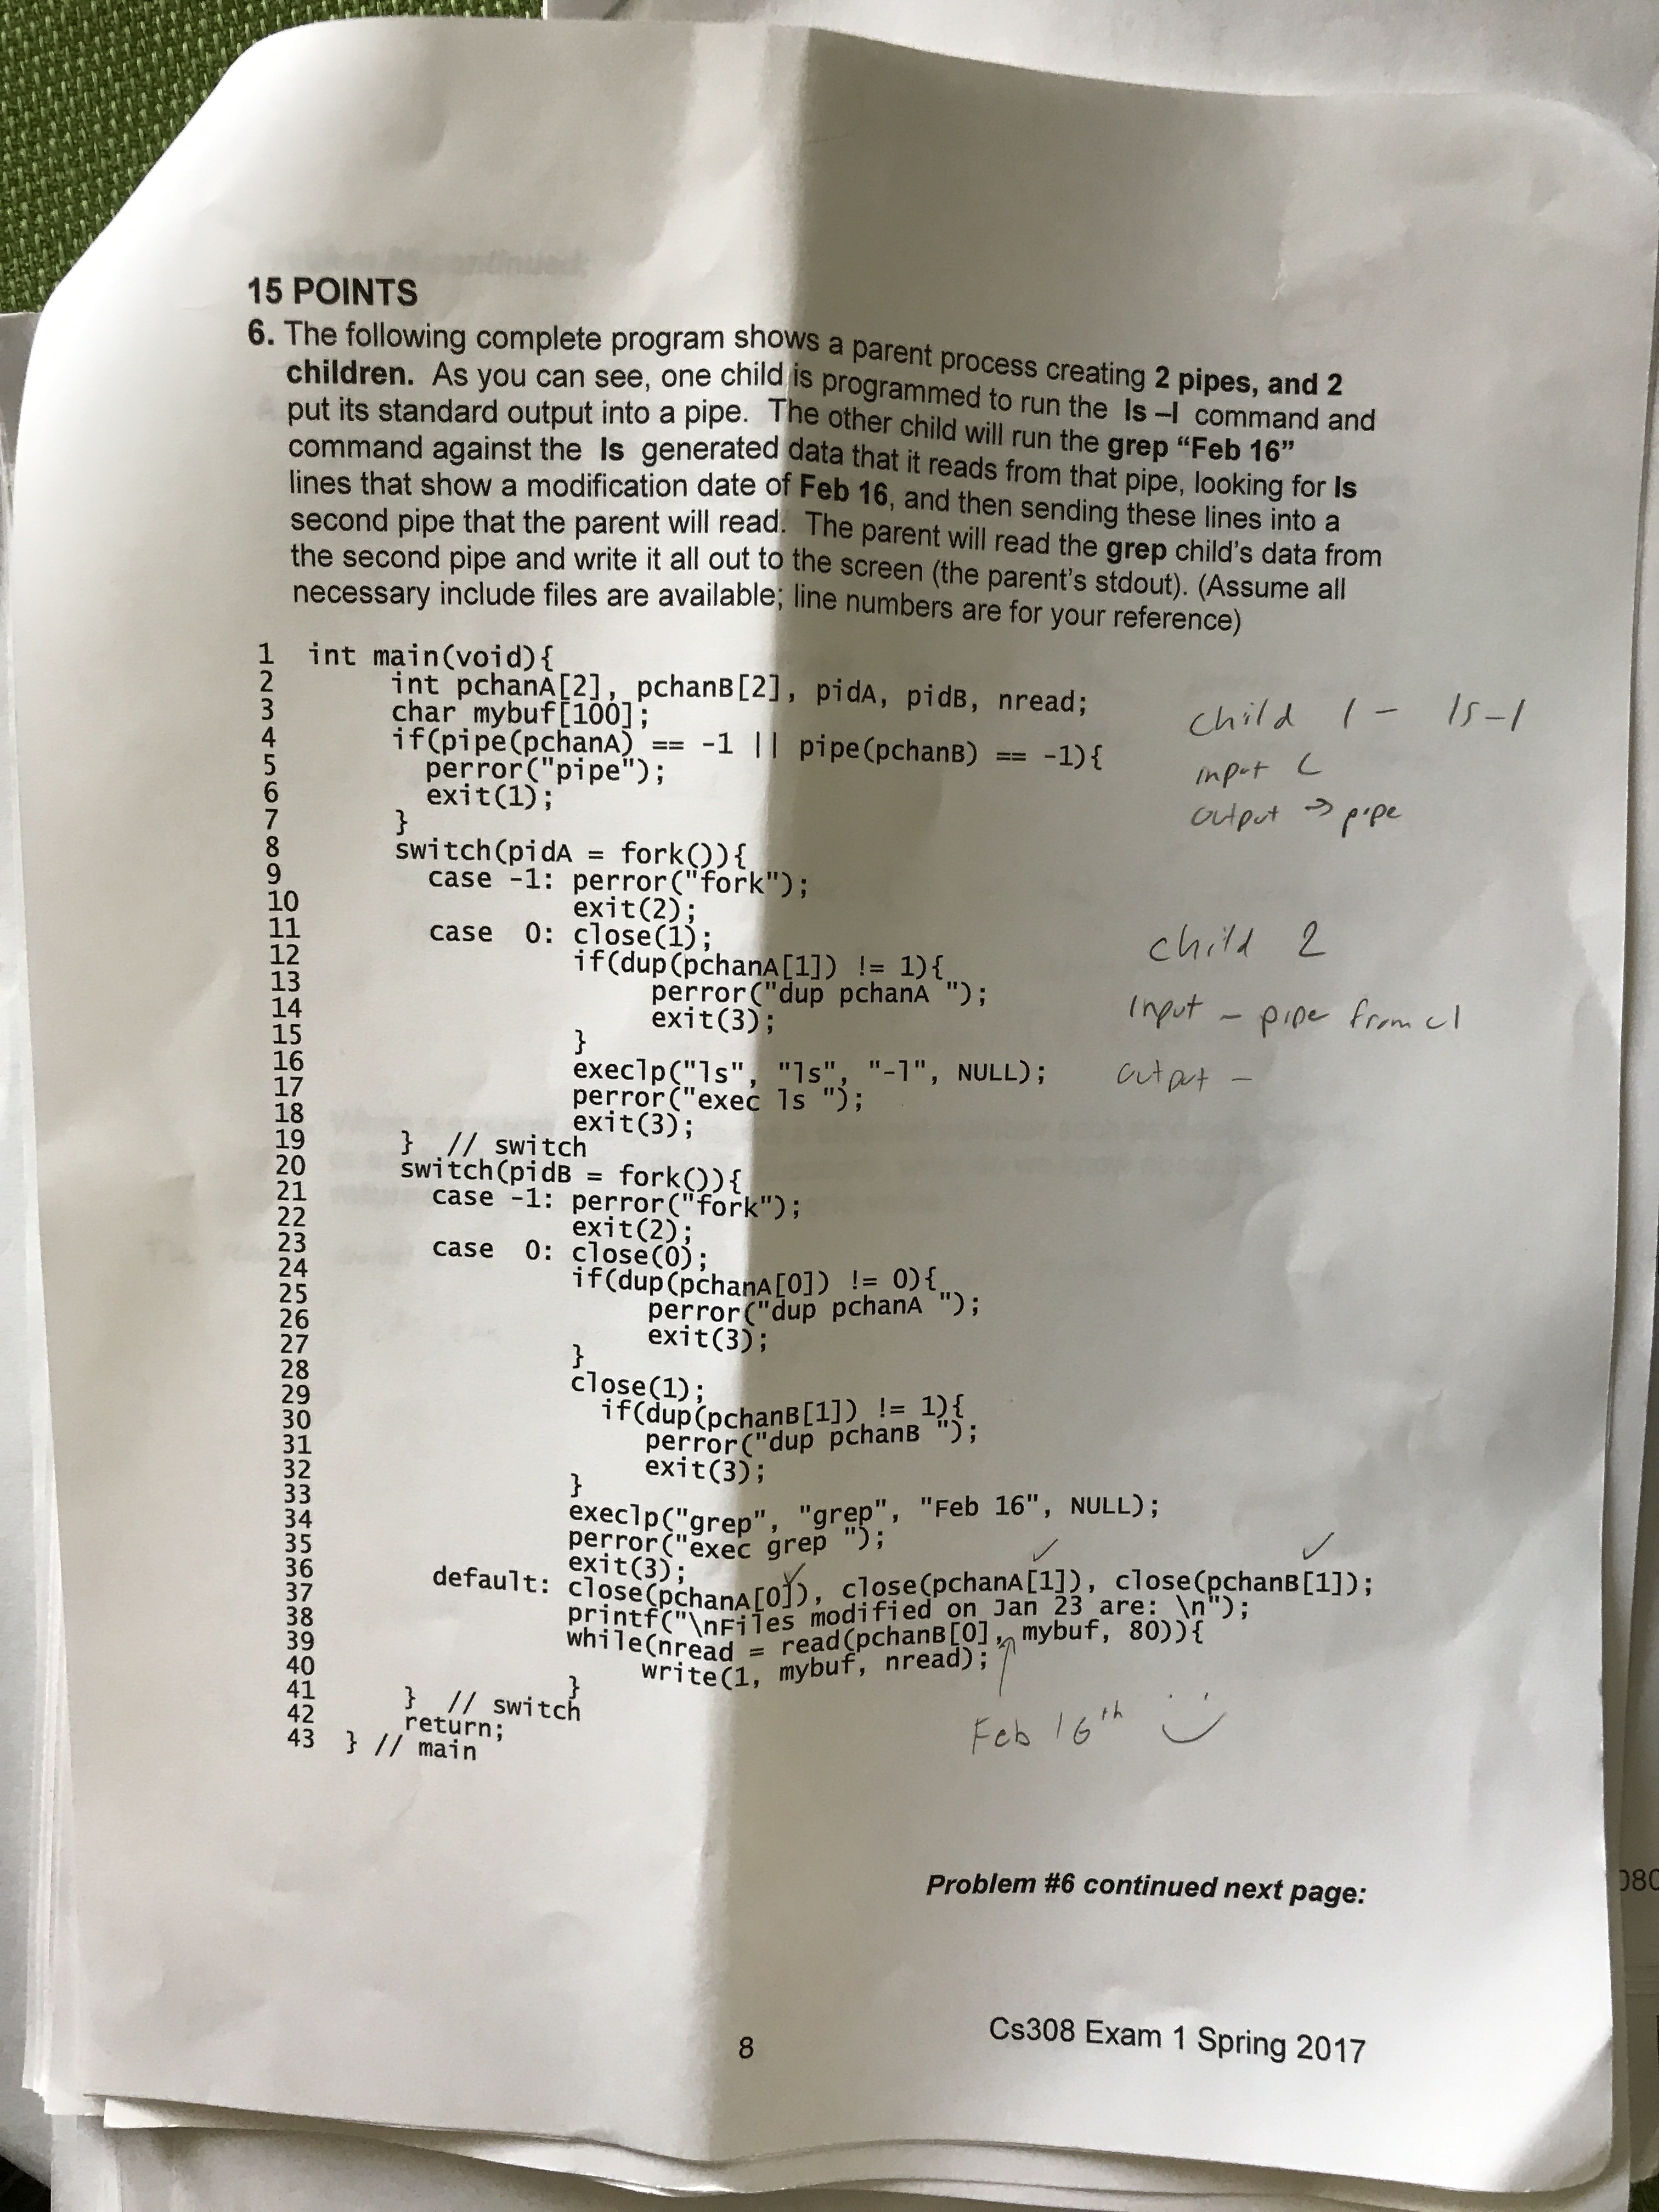 15 POINTS
6. The following complete program shows a parent process creating 2 pipes, and 2
children. As you can see, one child is programmed to run the ls –l command and
put its standard output into a pipe. The other child will run the grep “Feb 16”
command against the ls generated data that it reads from that pipe, looking for ls
lines that show a modification date of Feb 16, and then sending these lines into a
second pipe that the parent will read. The parent will read the grep child's data from
the second pipe and write it all out to the screen (the parent's stdout). (Assume all
necessary include files are available; line numbers are for your reference)
1 int main(void){
2 int pchanA[2], pchanB[2], pidA, pidB, nread;
3 char mybuf[100];
child 1 - ls-l
4 if(pipe(pchanA) == -1 || pipe(pchanB) == -1){
5 perror("pipe");
input
6 exit(1);
output → pipe
7 }
8 switch(pidA = fork()){
9 case -1: perror("fork");
10 exit(2);
11 case 0: close(1);
child 2
12 if(dup(pchanA[1]) != 1){
13 perror("dup pchanA ");
14 exit(3);
input - pipe from c1
15 }
16 execlp("ls", "ls", "-l", NULL);
output -
17 perror("exec ls ");
18 exit(3);
19 } // switch
20 switch(pidB = fork()){
21 case -1: perror("fork");
22 exit(2);
23 case 0: close(0);
24 if(dup(pchanA[0]) != 0){
25 perror("dup pchanA ");
26 exit(3);
27 }
28 close(1);
29 if(dup(pchanB[1]) != 1){
30 perror("dup pchanB ");
31 exit(3);
32 }
33 execlp("grep", "grep", "Feb 16", NULL);
34 perror("exec grep ");
35 exit(3);
36 default: close(pchanA[0]), close(pchanA[1]), close(pchanB[1]);
37 printf("\nFiles modified on Jan 23 are: \n");
38 while(nread = read(pchanB[0], mybuf, 80)){
39 write(1, mybuf, nread);
40 }
41 } // switch
42 return;
43 } // main
Feb 16th
Problem #6 continued next page:
8
Cs308 Exam 1 Spring 2017